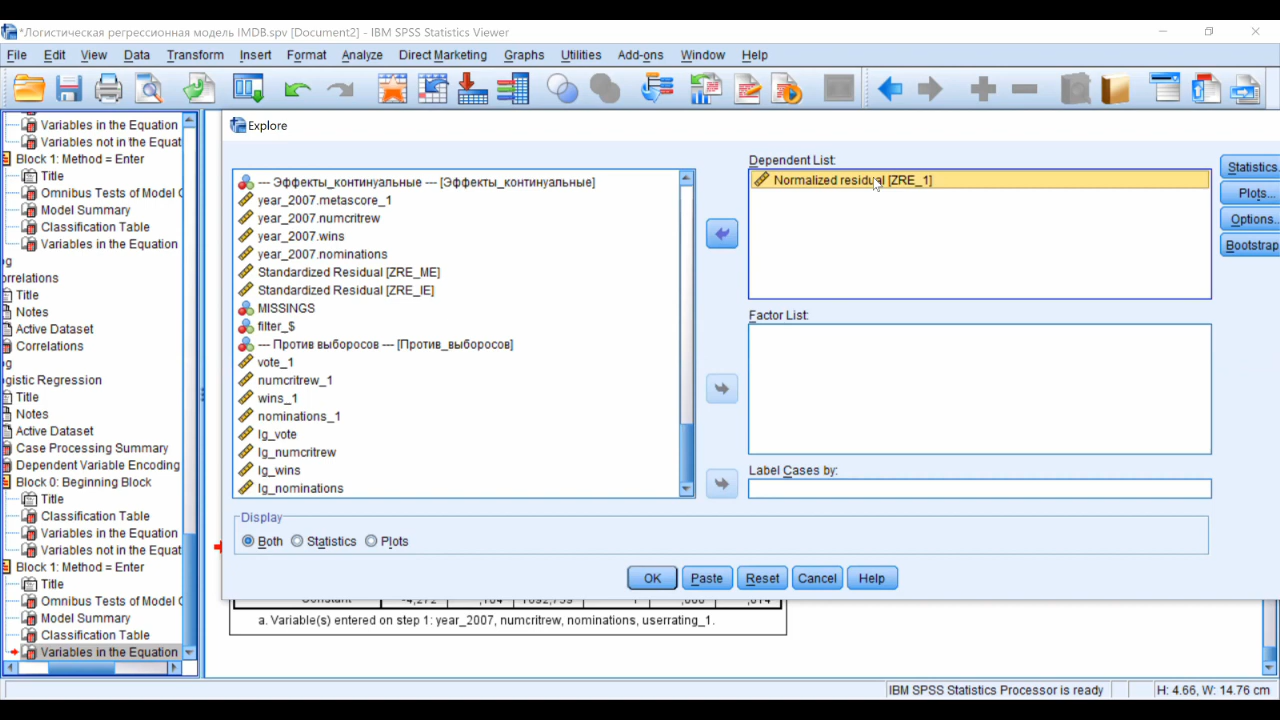 *Логистическая регрессионная модель IMDB.spv [Document2] - IBM SPSS Statistics Viewer
File Edit View Data Transform Insert Format Analyze Direct Marketing Graphs Utilities Add-ons Window Help
Variables in the Equation
Variables not in the Equat
Block 1: Method = Enter
Title
Omnibus Tests of Model C
Model Summary
Classification Table
Variables in the Equation
og
orrelations
Title
Notes
Active Dataset
Correlations
og
ogistic Regression
Title
Notes
Active Dataset
Case Processing Summary
Dependent Variable Encoding
Block 0: Beginning Block
Title
Classification Table
Variables in the Equation
Variables not in the Equat
Block 1: Method = Enter
Title
Omnibus Tests of Model C
Model Summary
Classification Table
Variables in the Equation
Explore
--- Эффекты_континуальные --- [Эффекты_континуальные]
year_2007.metascore_1
year_2007.numcritrew
year_2007.wins
year_2007.nominations
Standardized Residual [ZRE_ME]
Standardized Residual [ZRE_IE]
MISSINGS
filter_$
--- Против выборосов --- [Против_выборосов]
vote_1
numcritrew_1
wins_1
nominations_1
lg_vote
lg_numcritrew
lg_wins
lg_nominations
Dependent List:
Normalized residual [ZRE_1]
Factor List:
Label Cases by:
Statistics.
Plots...
Options..
Bootstrap
Display
Both Statistics Plots
OK Paste Reset Cancel Help
a. Variable(s) entered on step 1: year_2007, numcritrew, nominations, userrating_1.
IBM SPSS Statistics Processor is ready H: 4.66, W: 14.76 cm